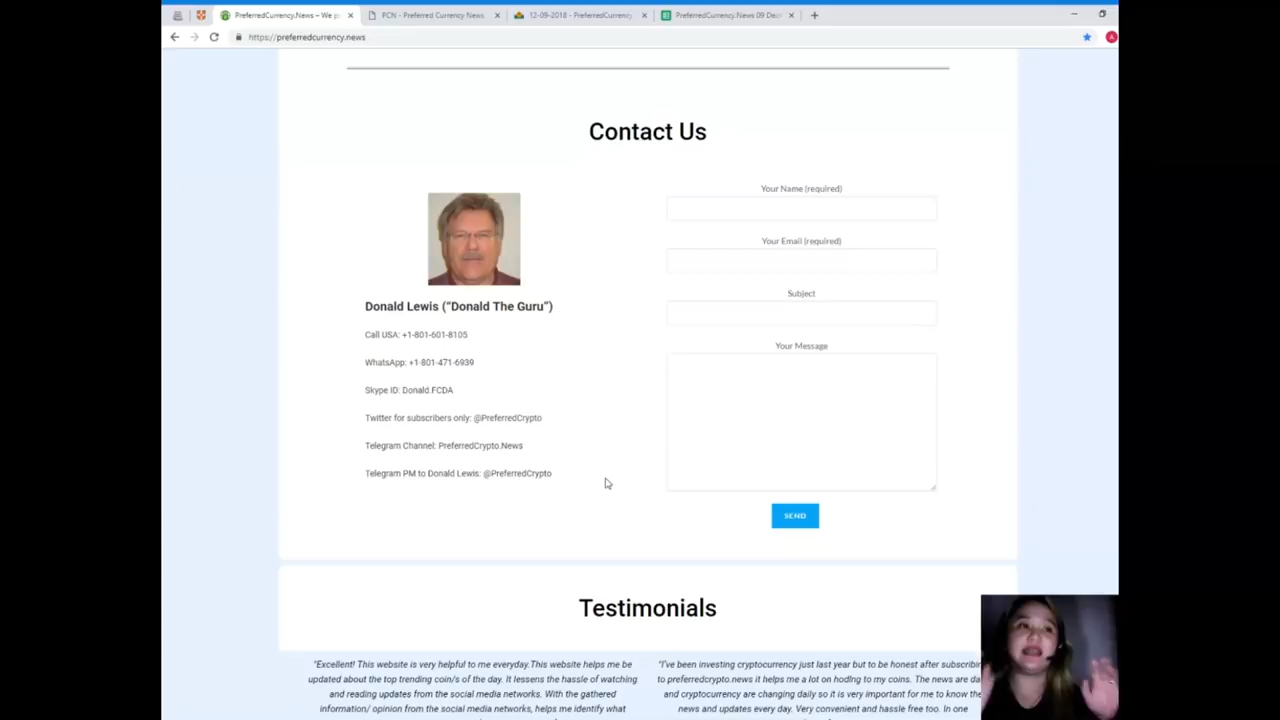 PreferredCurrency.News – We p
PCN - Preferred Currency News
12-09-2018 - PreferredCurrency
PreferredCurrency.News 09 Dec
https://preferredcurrency.news
Contact Us
Donald Lewis ("Donald The Guru")
Call USA: +1-801-601-8105
WhatsApp: +1-801-471-6939
Skype ID: Donald.FCDA
Twitter for subscribers only: @PreferredCrypto
Telegram Channel: PreferredCrypto.News
Telegram PM to Donald Lewis: @PreferredCrypto
Your Name (required)
Your Email (required)
Subject
Your Message
SEND
Testimonials
"Excellent! This website is very helpful to me everyday.This website helps me be
updated about the top trending coin/s of the day. It lessens the hassle of watching
and reading updates from the social media networks. With the gathered
information/ opinion from the social media networks, helps me identify what
"I've been investing cryptocurrency just last year but to be honest after subscribin
to preferredcrypto.news it helps me a lot on hodlng to my coins. The news are da
and cryptocurrency are changing daily so it is very important for me to know the
news and updates every day. Very convenient and hassle free too. In one